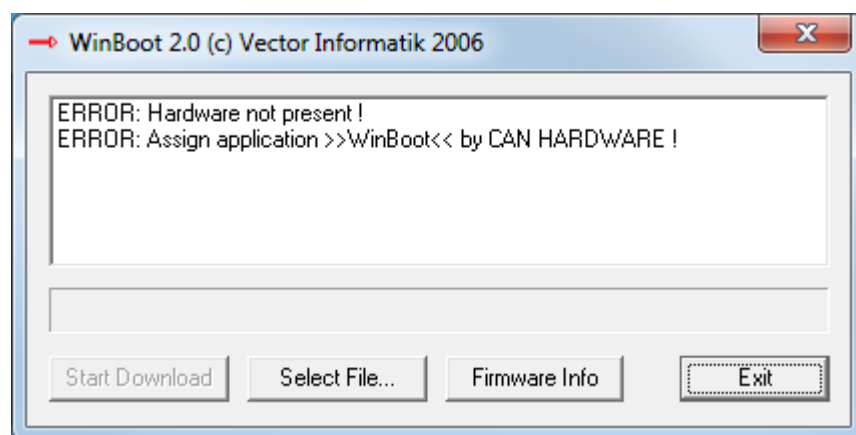 WinBoot 2.0 (c) Vector Informatik 2006
ERROR: Hardware not present !
ERROR: Assign application >>WinBoot<< by CAN HARDWARE !
Start Download Select File... Firmware Info Exit